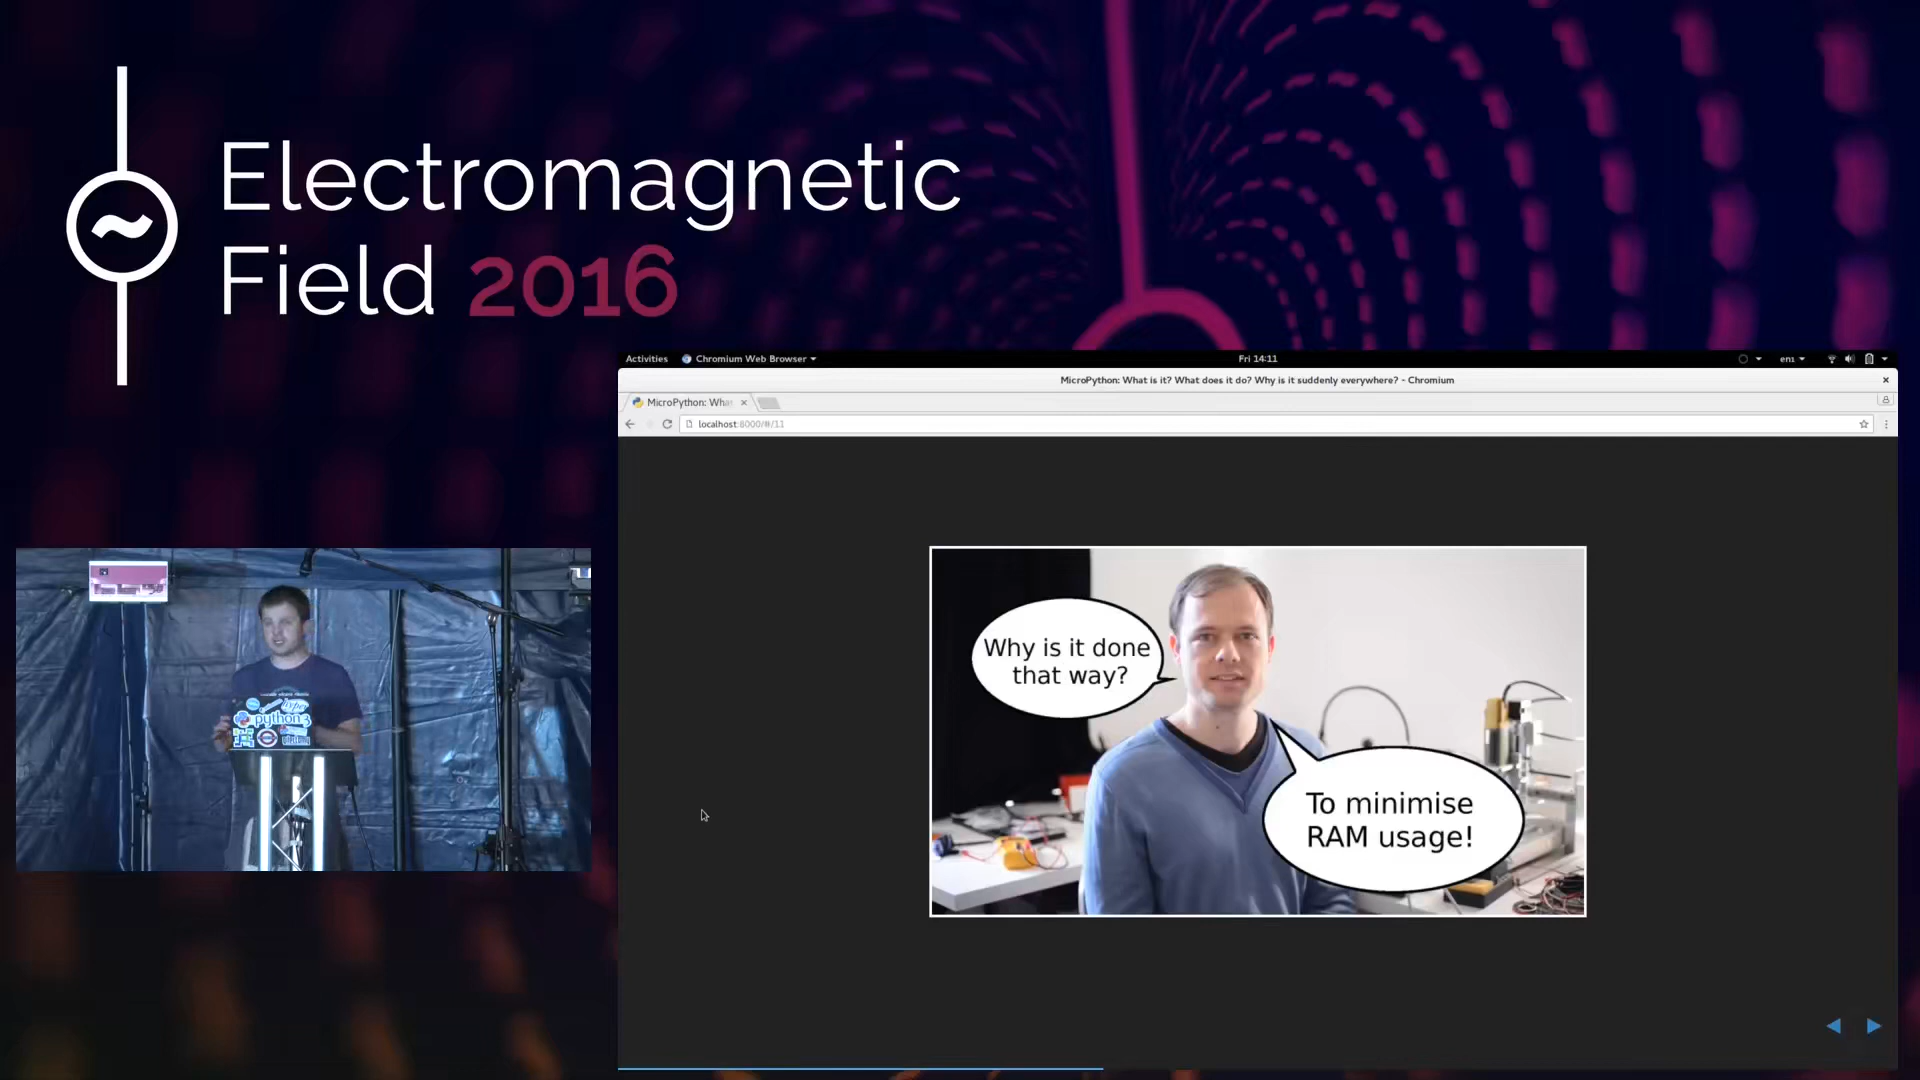 Electromagnetic
Field 2016
Activities
Chromium Web Browser
Fri 14:11
en1
MicroPython: What is it? What does it do? Why is it suddenly everywhere? - Chromium
MicroPython: Wha
localhost:8000/#/11
Why is it done
that way?
To minimise
RAM usage!
python3